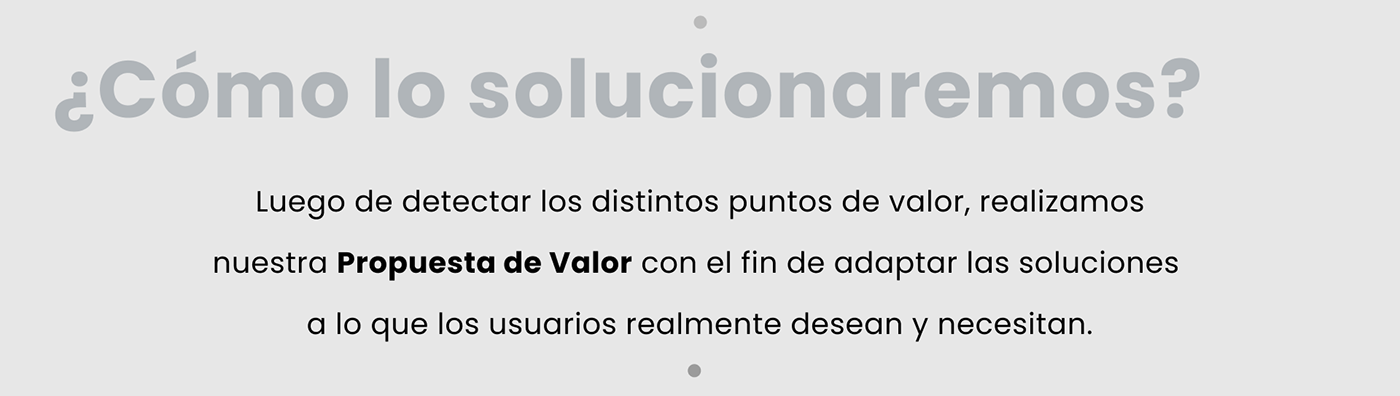 ¿Cómo lo solucionaremos?
Luego de detectar los distintos puntos de valor, realizamos
nuestra Propuesta de Valor con el fin de adaptar las soluciones
a lo que los usuarios realmente desean y necesitan.